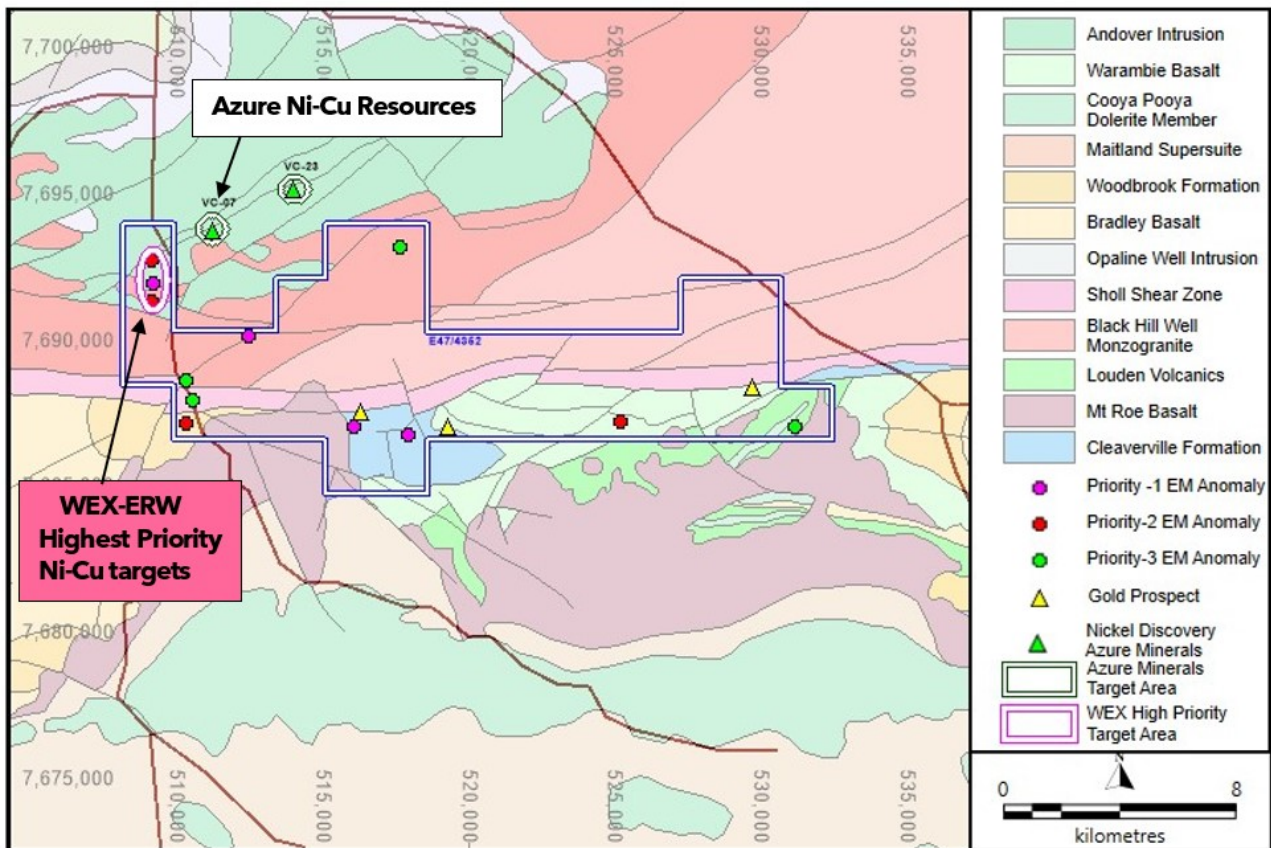 7,700,000
510,000
515,000
520,000
525,000
530,000
535,000
Azure Ni-Cu Resources
VC-23
7,695,000
VC-07
7,690,000
E47/4352
WEX-ERW
Highest Priority
Ni-Cu targets
7,680,000
7,675,000
510,000
515,000
520,000
525,000
530,000
535,000
Andover Intrusion
Warambie Basalt
Cooya Pooya
Dolerite Member
Maitland Supersuite
Woodbrook Formation
Bradley Basalt
Opaline Well Intrusion
Sholl Shear Zone
Black Hill Well
Monzogranite
Louden Volcanics
Mt Roe Basalt
Cleaverville Formation
Priority -1 EM Anomaly
Priority-2 EM Anomaly
Priority-3 EM Anomaly
Gold Prospect
Nickel Discovery
Azure Minerals
Azure Minerals
Target Area
WEX High Priority
Target Area
N
0
8
kilometres